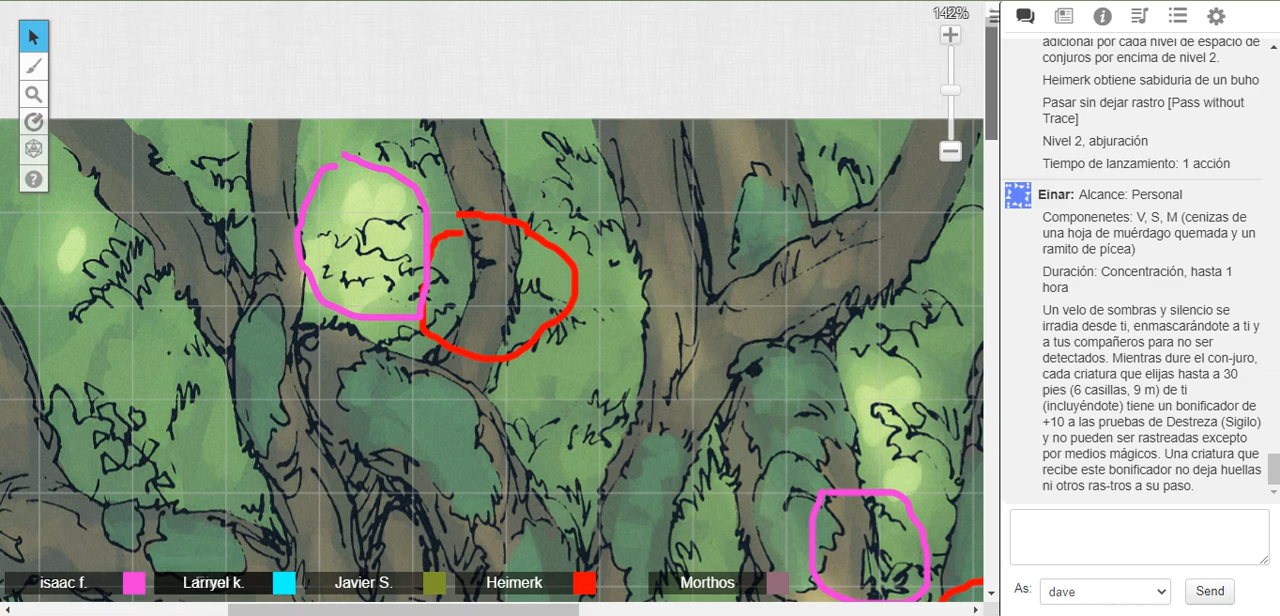 142%
adicional por cada nivel de espacio de
conjuros por encima de nivel 2.
Heimerk obtiene sabiduria de un buho
Pasar sin dejar rastro [Pass without
Trace]
Nivel 2, abjuración
Tiempo de lanzamiento: 1 acción
Einar: Alcance: Personal
Componenetes: V, S, M (cenizas de
una hoja de muérdago quemada y un
ramito de pícea)
Duración: Concentración, hasta 1
hora
Un velo de sombras y silencio se
irradia desde ti, enmascarándote a ti y
a tus compañeros para no ser
detectados. Mientras dure el con-juro,
cada criatura que elijas hasta a 30
pies (6 casillas, 9 m) de ti
(incluyéndote) tiene un bonificador de
+10 a las pruebas de Destreza (Sigilo)
y no pueden ser rastreadas excepto
por medios mágicos. Una criatura que
recibe este bonificador no deja huellas
ni otros ras-tros a su paso.
isaac f.
Larryel k.
Javier S.
Heimerk
Morthos
As:
dave
Send